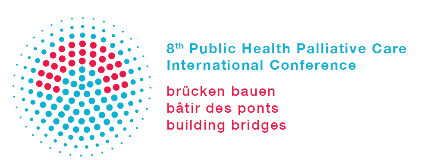 8th Public Health Palliative Care
International Conference
brücken bauen
bâtir des ponts
building bridges